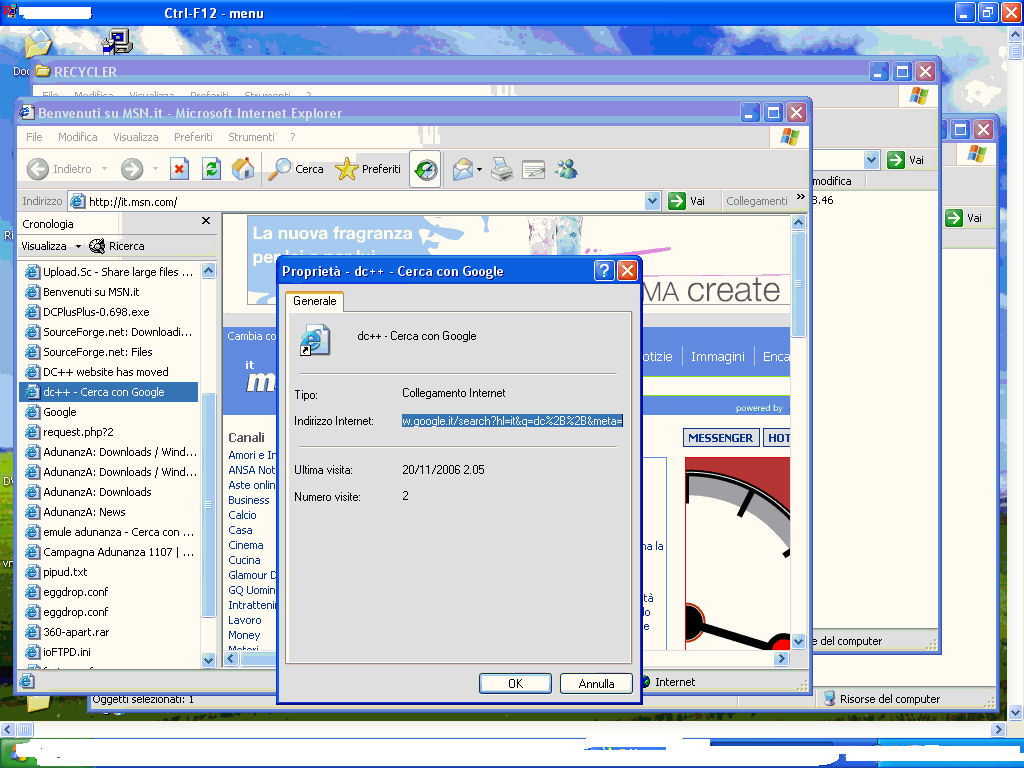 Ctrl-F12 - menu
RECYCLER
File Modifica Visualizza Preferiti Strumenti ?
Benvenuti su MSN.it - Microsoft Internet Explorer
File Modifica Visualizza Preferiti Strumenti ?
Indietro Cerca Preferiti
Vai
modifica
Indirizzo http://it.msn.com/ Vai Collegamenti »
3.46
Vai
Cronologia
Visualizza Ricerca
Upload.Sc - Share large files ...
Benvenuti su MSN.it
DCPlusPlus-0.698.exe
SourceForge.net: Downloadi...
SourceForge.net: Files
DC++ website has moved
dc++ - Cerca con Google
Google
request.php?2
AdunanzA: Downloads / Wind...
AdunanzA: Downloads / Wind...
AdunanzA: Downloads
AdunanzA: News
emule adunanza - Cerca con ...
Campagna Adunanza 1107 | ...
pipud.txt
eggdrop.conf
eggdrop.conf
360-apart.rar
ioFTPD.ini
La nuova fragranza
MA create
Cambia co
it
otizie Immagini Enca
powered by
MESSENGER HOT
Canali
Amori e In
ANSA Not
Aste online
Business
Calcio
Casa
Cinema
Cucina
Glamour D
GQ Uomin
Intratteni
Lavoro
Money
Motori
na la
tà
lo
e
Proprietà - dc++ - Cerca con Google
Generale
dc++ - Cerca con Google
Tipo: Collegamento Internet
Indirizzo Internet: w.google.it/search?hl=it&q=dc%2B%2B&meta=
Ultima visita: 20/11/2006 2.05
Numero visite: 2
OK Annulla
Internet
e del computer
Oggetti selezionati: 1
Risorse del computer